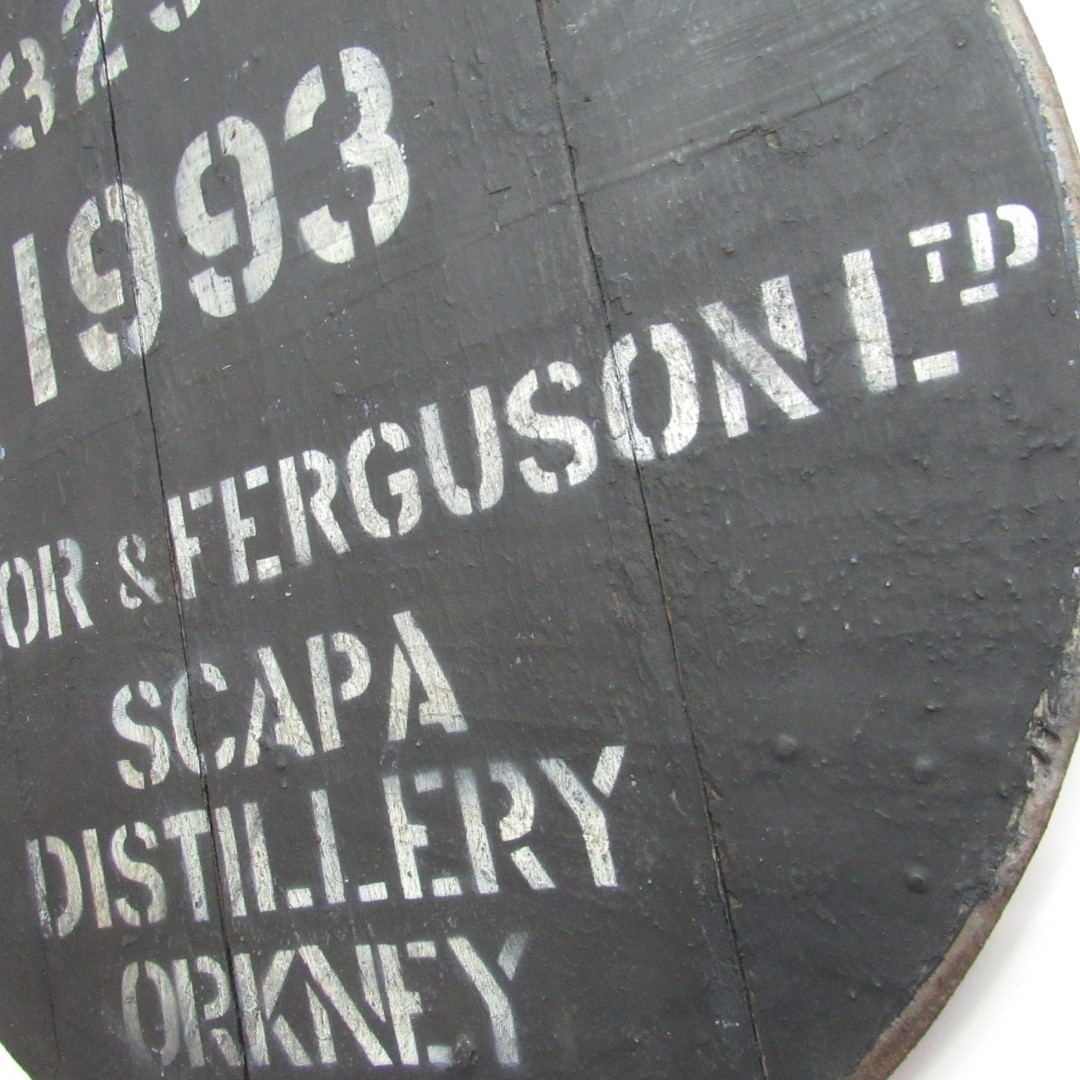 1993
& FERGUSON LTD
SCAPA
DISTILLERY
ORKNEY